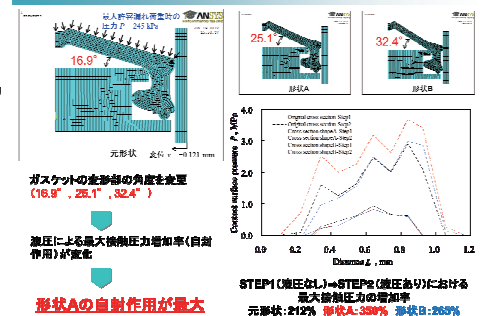 最大許容漏れ荷重時の
圧力 P　245 kPa
ANSYS
16.9°
元形状
変位
-0.121 mm
ガスケットの変形部の角度を変更
（16.9°, 25.1°, 32.4°）
液圧による最大接触圧力増加率（自封
作用）が変化
形状Aの自封作用が最大
ANSYS
25.1°
形状A
ANSYS
32.4°
形状B
Contact surface pressure
, MPa
4.0
3.0
2.0
1.0
0.0
Original cross section-Step1
Original cross section-Step2
Cross section shapeA-Step1
Cross section shapeA-Step2
Cross section shapeB-Step1
Cross section shapeB-Step2
0.0 0.2 0.4 0.6 0.8 1.0 1.2
Distance
, mm
STEP1（液圧なし）⇒STEP2（液圧あり）における
最大接触圧力の増加率
元形状：212% 形状A：350% 形状B：265%